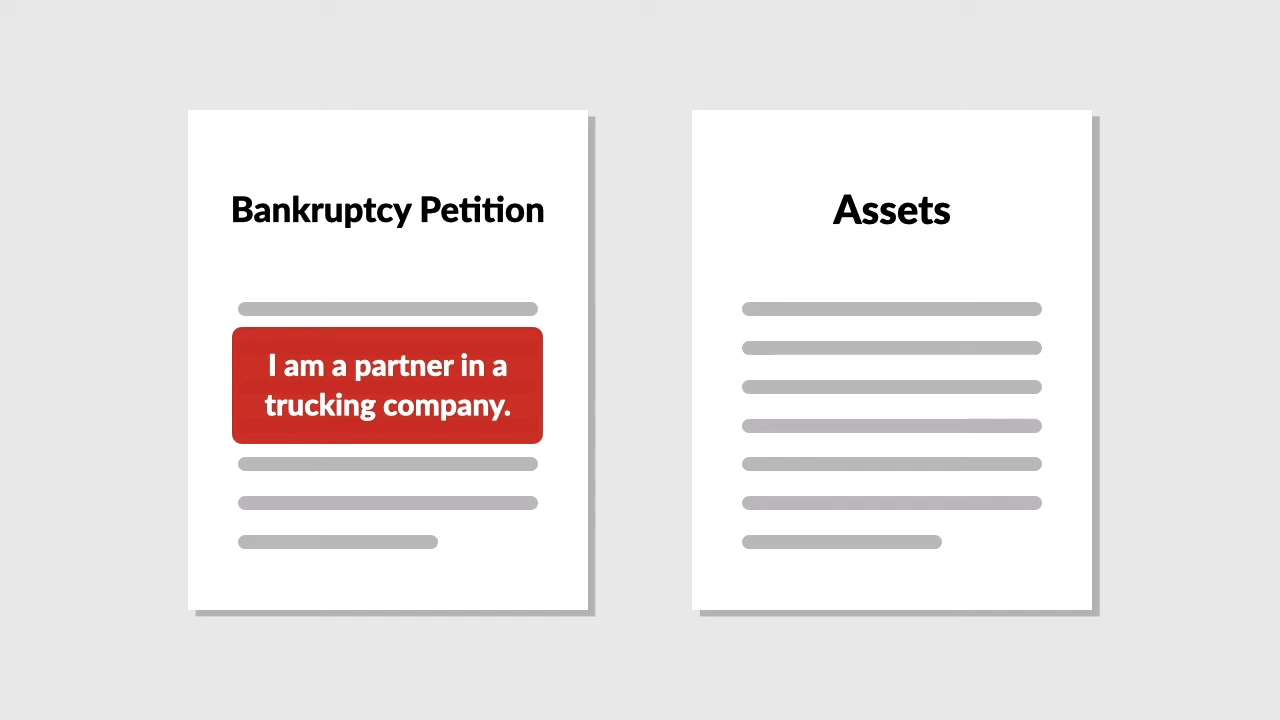 Bankruptcy Petition
I am a partner in a
trucking company.
Assets